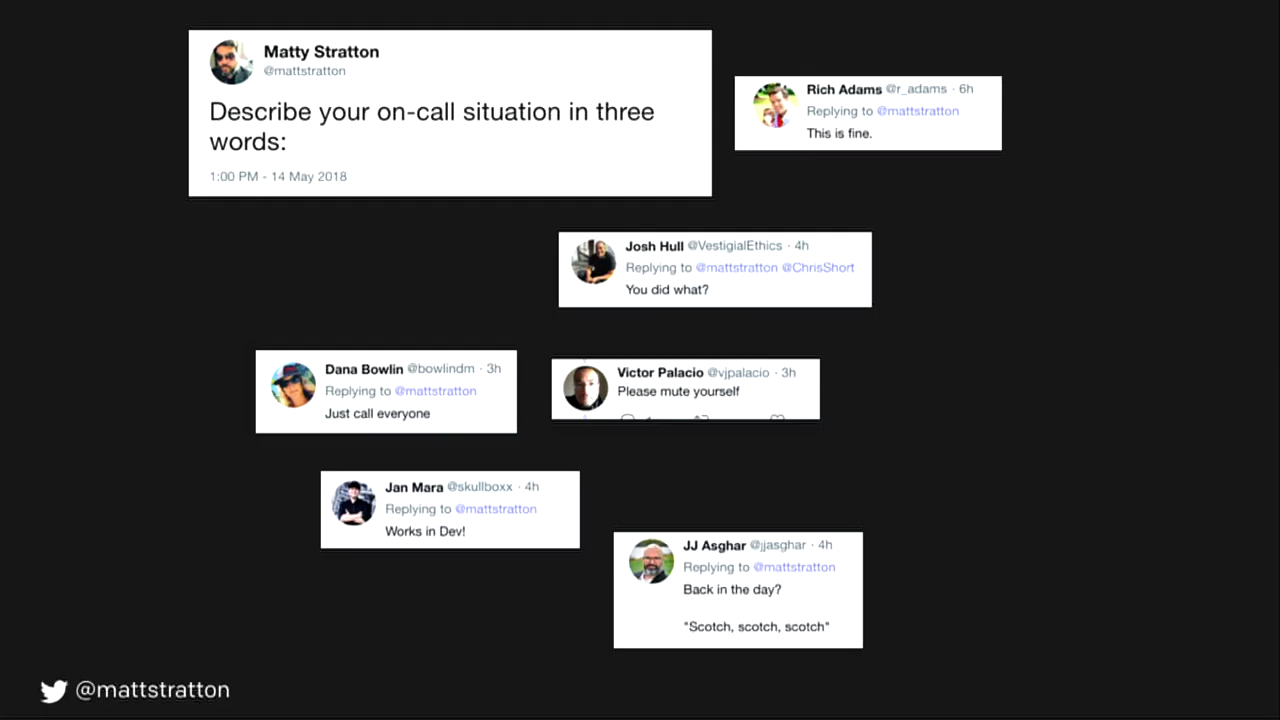 Matty Stratton
@mattstratton
Describe your on-call situation in three
words:
1:00 PM - 14 May 2018
Rich Adams @r_adams · 6h
Replying to @mattstratton
This is fine.
Josh Hull @VestigialEthics · 4h
Replying to @mattstratton @ChrisShort
You did what?
Dana Bowlin @bowlindm · 3h
Replying to @mattstratton
Just call everyone
Victor Palacio @vjpalacio · 3h
Please mute yourself
Jan Mara @skullboxx · 4h
Replying to @mattstratton
Works in Dev!
JJ Asghar @jjasghar · 4h
Replying to @mattstratton
Back in the day?
"Scotch, scotch, scotch"
@mattstratton